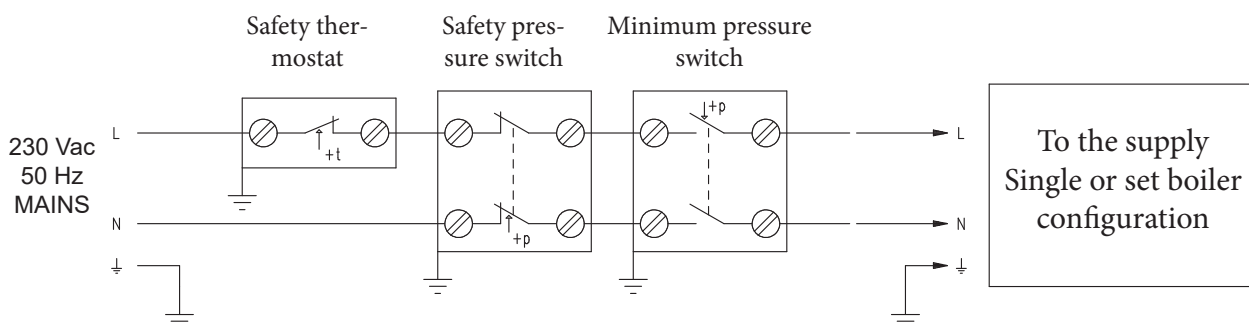 Safety ther-
mostat
Safety pres-
sure switch
Minimum pressure
switch
230 Vac
50 Hz
MAINS
L
N
+t
+p
+p
L
N
To the supply
Single or set boiler
configuration